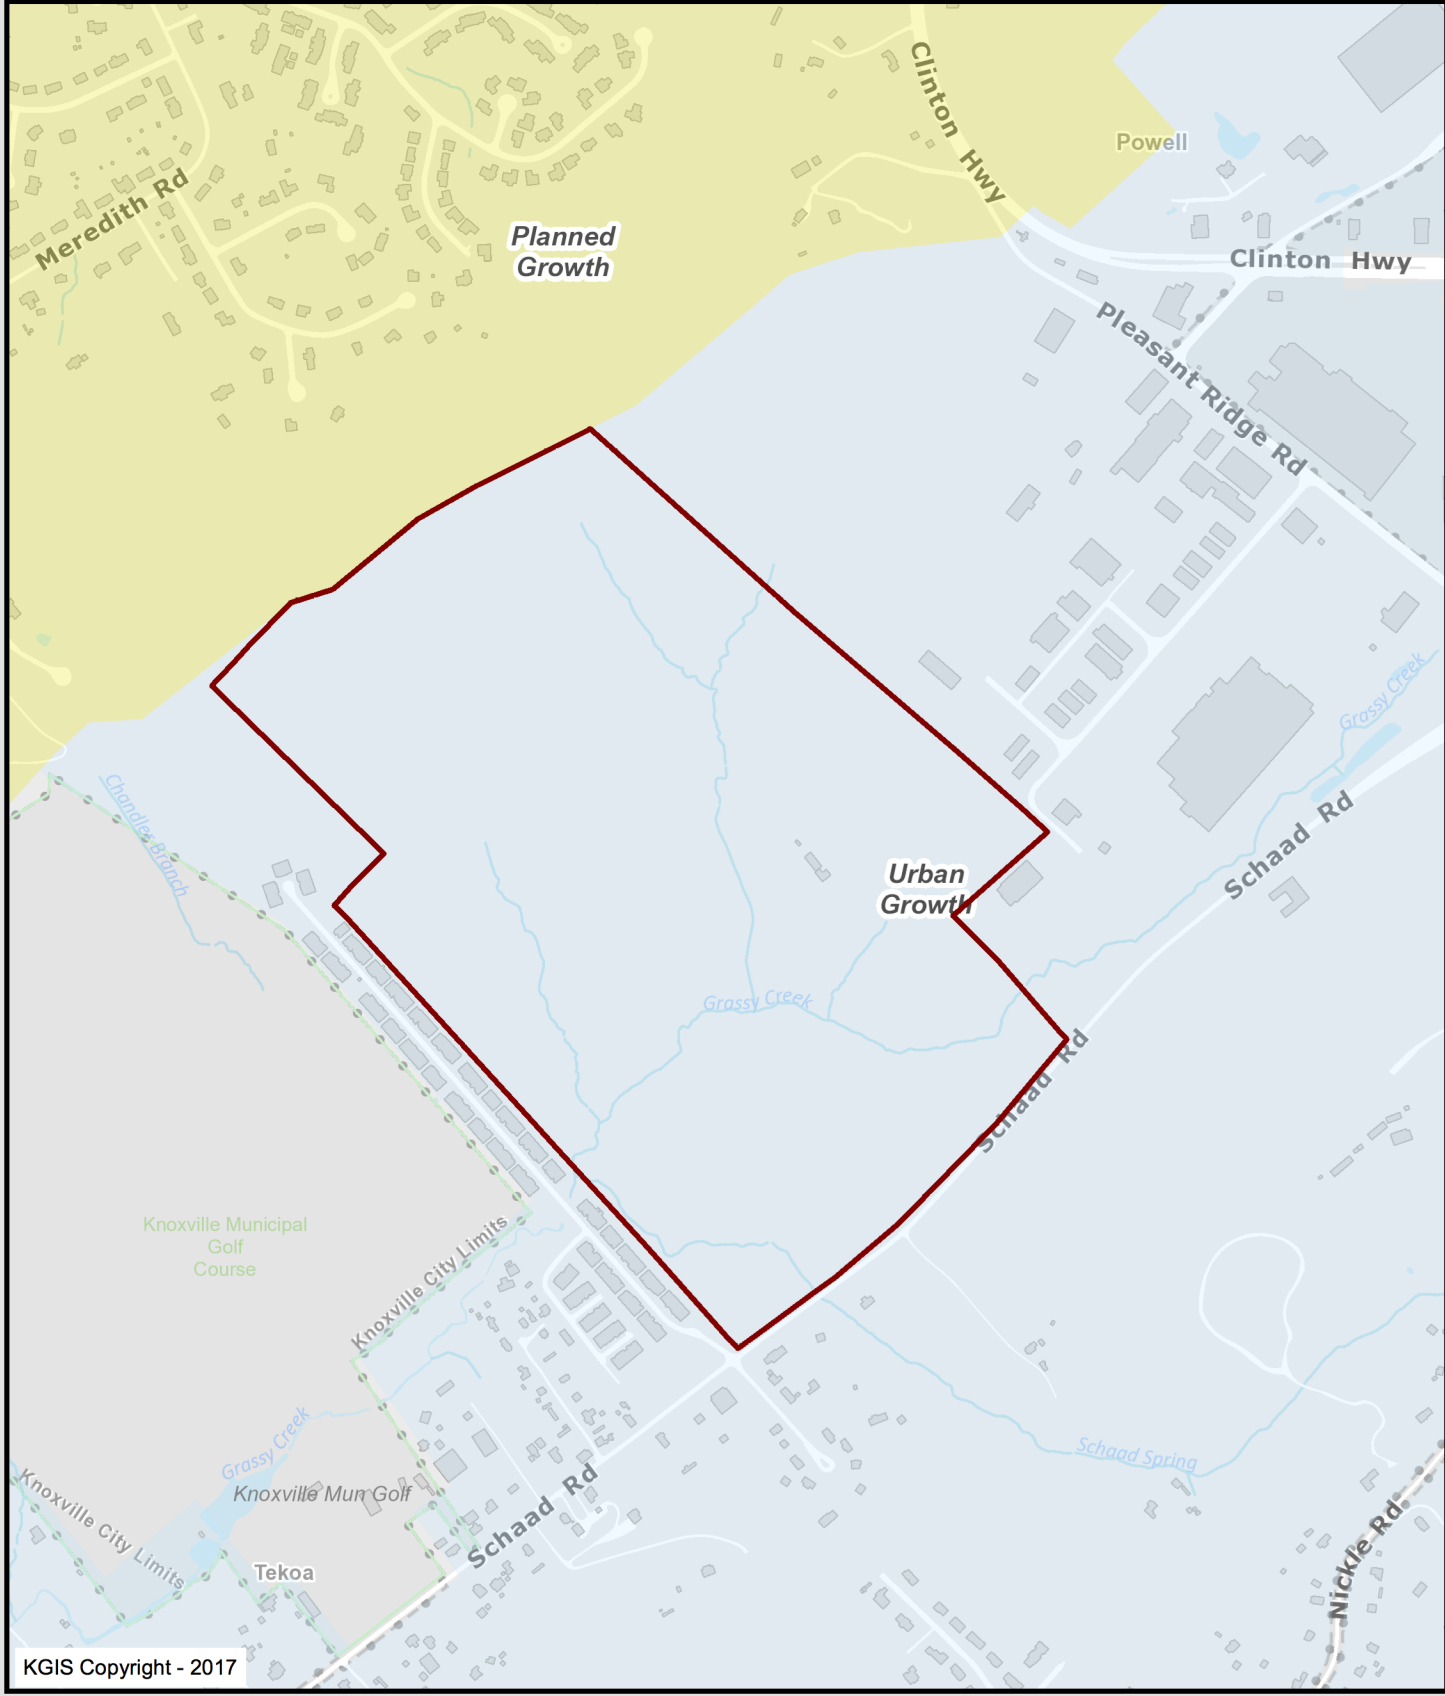 Clinton Hwy
Powell
Meredith Rd
Planned
Growth
Clinton Hwy
Pleasant Ridge Rd
Grassy Creek
Chandler Branch
Schaad Rd
Urban
Growth
Grassy Creek
Schaad Rd
Knoxville Municipal
Golf
Course
Knoxville City Limits
Grassy Creek
Schaad Spring
Knoxville Mun Golf
Knoxville City Limits
Schaad Rd
Nickle Rd
Tekoa
KGIS Copyright - 2017